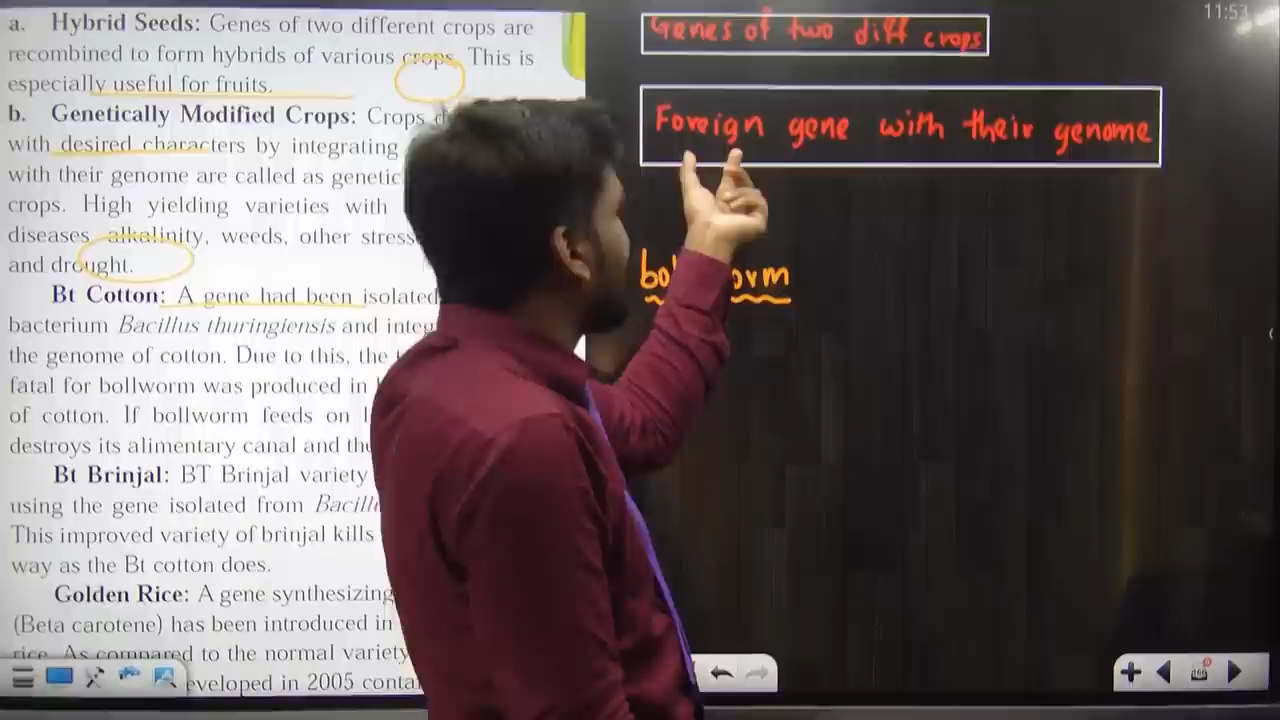 a. Hybrid Seeds: Genes of two different crops are
recombined to form hybrids of various crops. This is
especially useful for fruits.
b. Genetically Modified Crops: Crops
with desired characters by integrating
with their genome are called as
crops. High yielding varieties with
diseases, alkalinity, weeds, other
and drought.
Bt Cotton: A gene had been isolated
bacterium Bacillus thuringiensis and
the genome of cotton. Due to this, the
fatal for bollworm was produced in
of cotton. If bollworm feeds on
destroys its alimentary canal and
Bt Brinjal: BT Brinjal variety
using the gene isolated from
This improved variety of brinjal kills
way as the Bt cotton does.
Golden Rice: A gene synthesizing
(Beta carotene) has been introduced in
rice. As compared to the normal variety
in 2005
11:53
Genes of two diff crops
Foreign gene with their genome